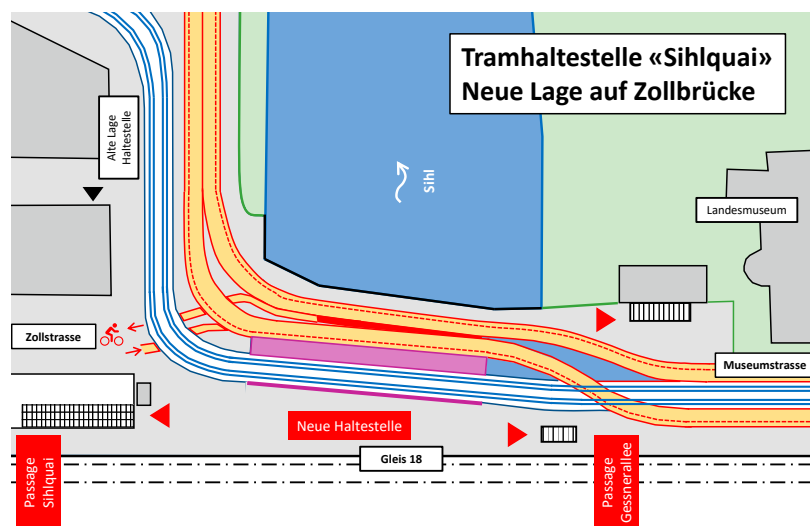 Tramhaltestelle «Sihlquai»
Neue Lage auf Zollbrücke
Alte Lage
Haltestelle
Sihl
Landesmuseum
Zollstrasse
Museumstrasse
Neue Haltestelle
Gleis 18
Passage
Sihlquai
Passage
Gessnerallee